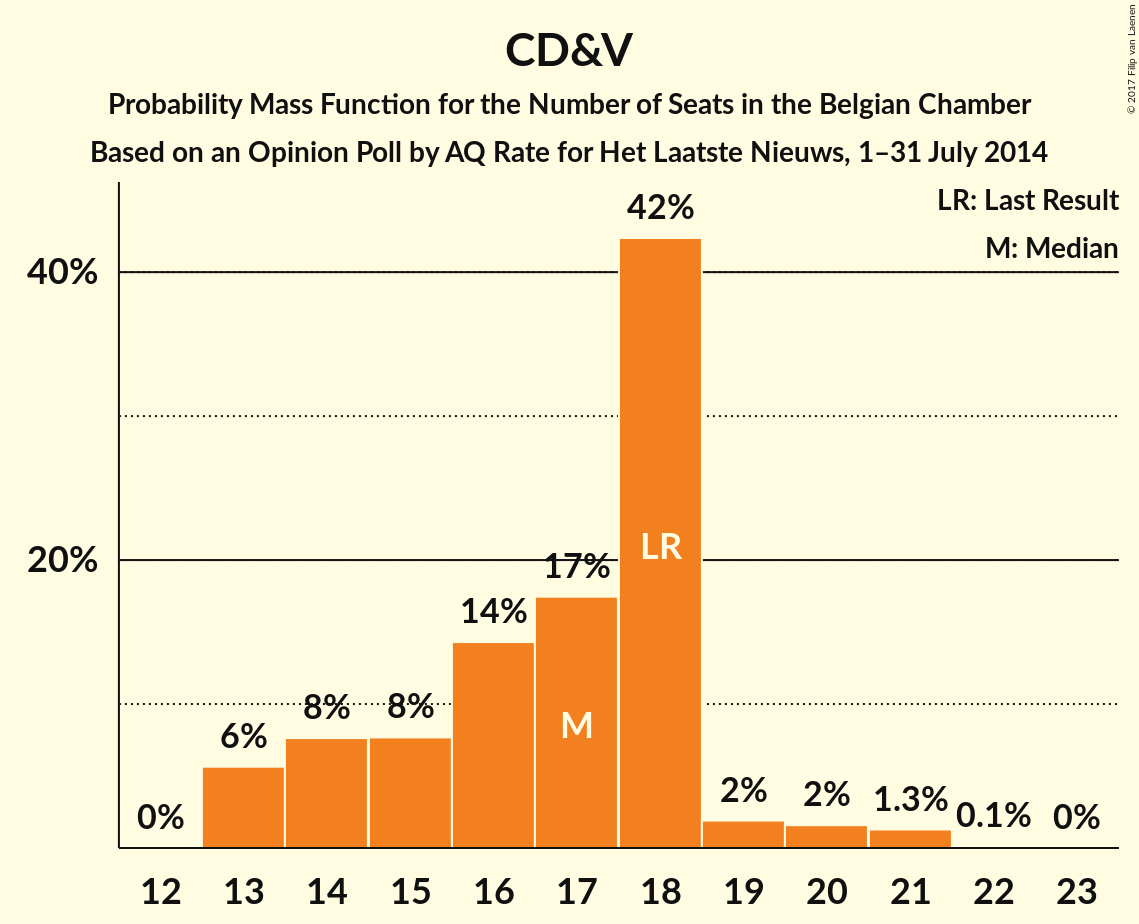 CD&V
Probability Mass Function for the Number of Seats in the Belgian Chamber
Based on an Opinion Poll by AQ Rate for Het Laatste Nieuws, 1–31 July 2014
© 2017 Filip van Laenen
LR: Last Result
M: Median
40%
20%
0%
6%
8%
8%
14%
17%
42%
2%
2%
1.3%
0.1%
0%
LR
M
12 13 14 15 16 17 18 19 20 21 22 23